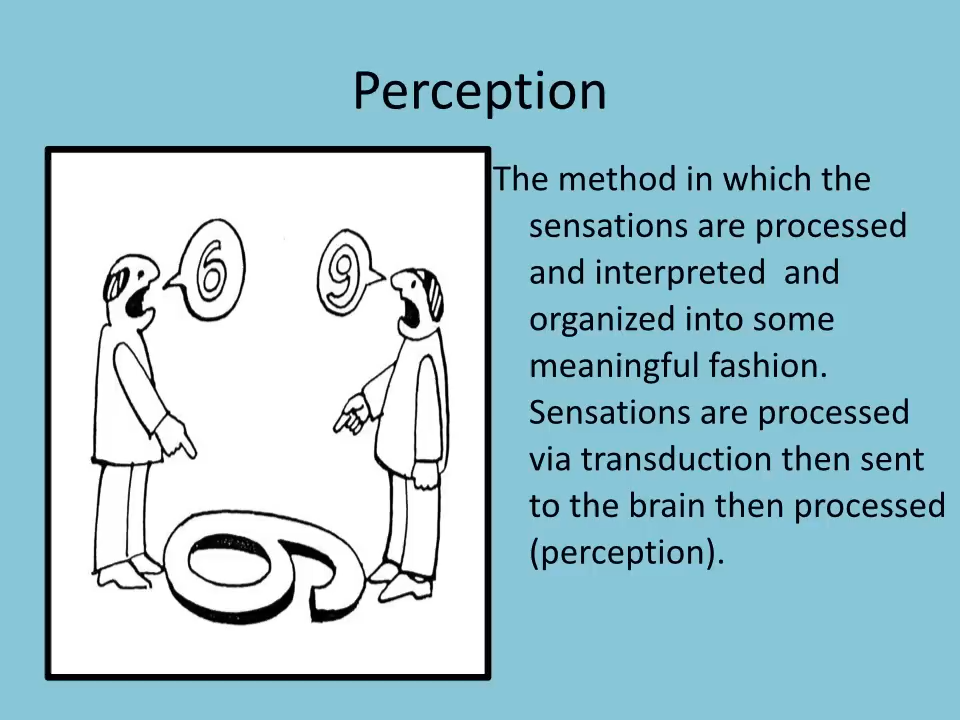 Perception
6
9
The method in which the
sensations are processed
and interpreted  and
organized into some
meaningful fashion.
Sensations are processed
via transduction then sent
to the brain then processed
(perception).